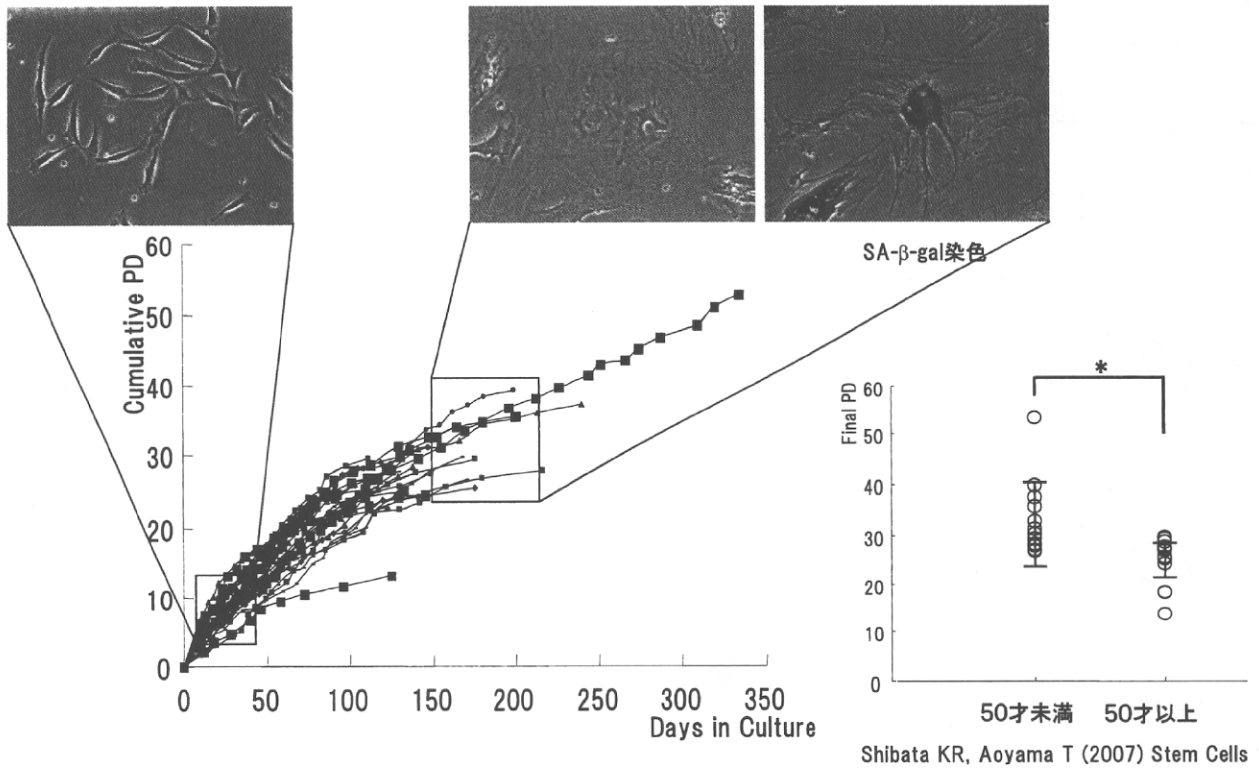 SA-β-gal染色
60
50
40
30
20
10
0
Cumulative PD
0 50 100 150 200 250 300 350
Days in Culture
*
60
50
40
30
20
10
0
Final PD
50才未満 50才以上
Shibata KR, Aoyama T (2007) Stem Cells